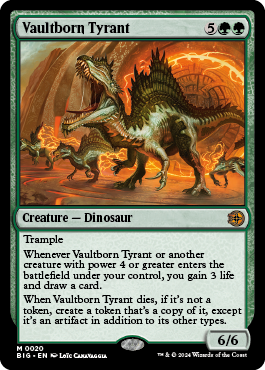 Vaultborn Tyrant 5
Creature — Dinosaur
Trample
Whenever Vaultborn Tyrant or another
creature with power 4 or greater enters the
battlefield under your control, you gain 3 life
and draw a card.
When Vaultborn Tyrant dies, if it's not a
token, create a token that's a copy of it, except
it's an artifact in addition to its other types.
6/6
M 0020
BIG • EN Loïc Canavaggia
™ & © 2024 Wizards of the Coast